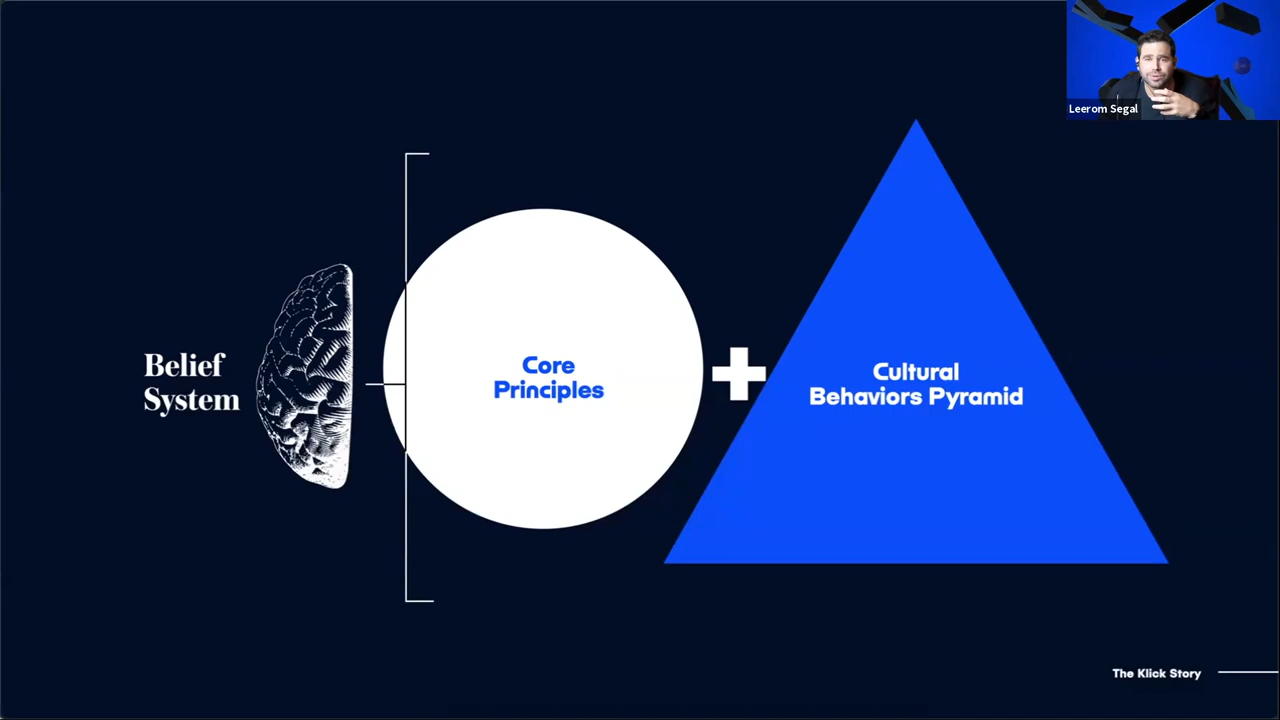 Leerom Segal
Belief
System
Core
Principles
Cultural
Behaviors Pyramid
The Klick Story